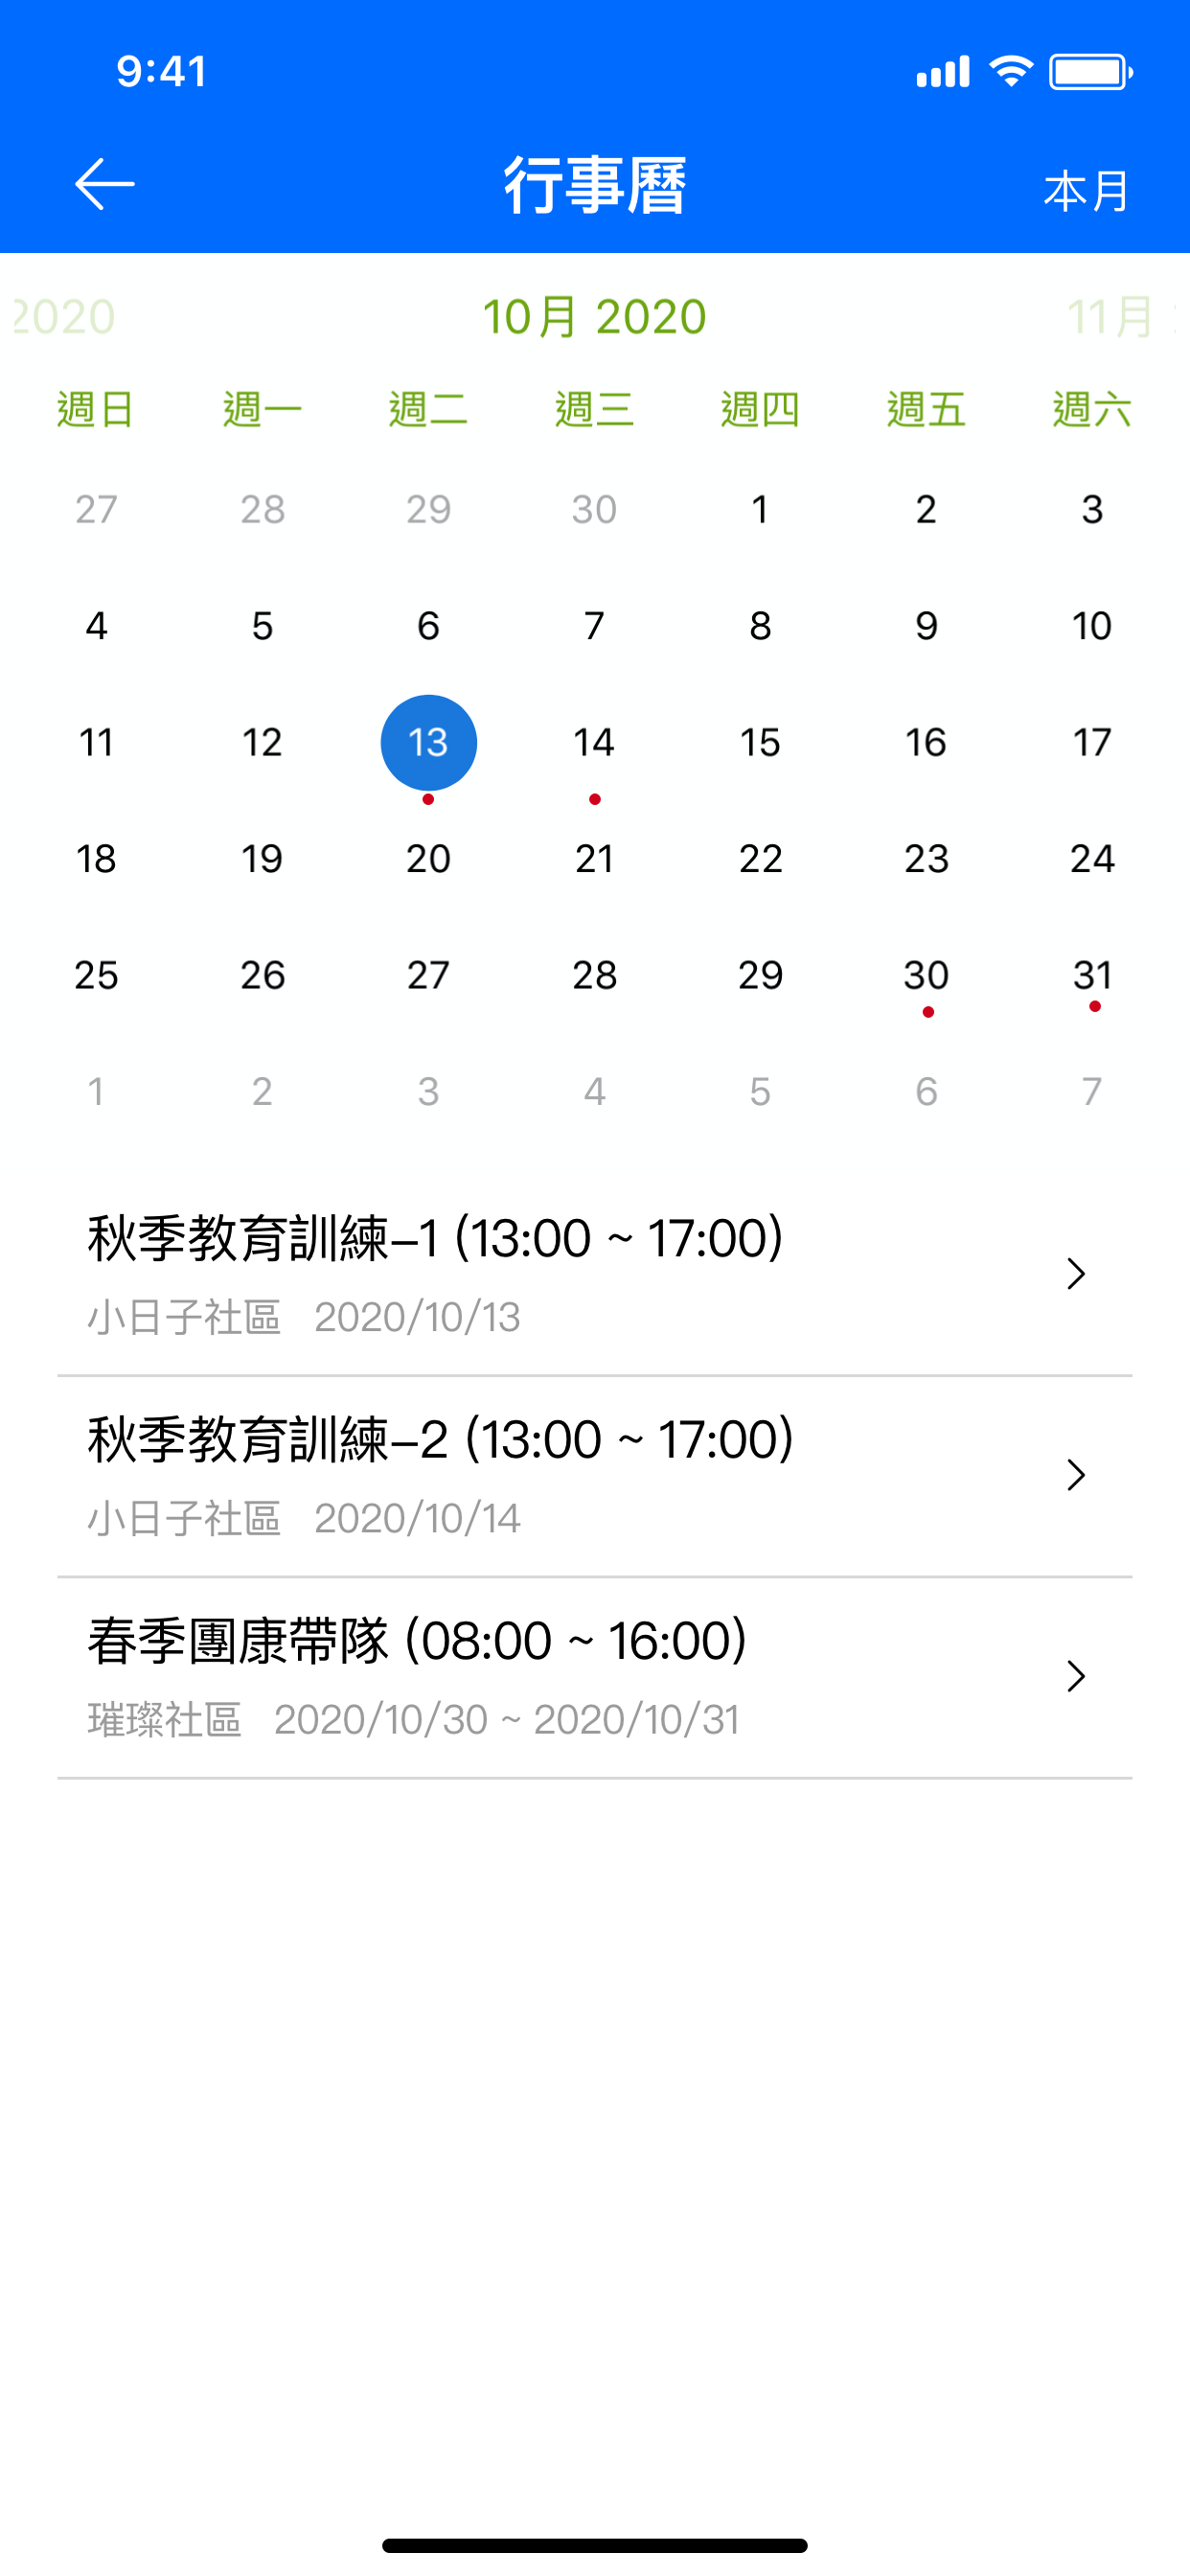 9:41
行事曆
本月
2020 10月 2020 11月
週日 週一 週二 週三 週四 週五 週六
27 28 29 30 1 2 3
4 5 6 7 8 9 10
11 12 13 14 15 16 17
18 19 20 21 22 23 24
25 26 27 28 29 30 31
1 2 3 4 5 6 7
秋季教育訓練–1 (13:00 ~ 17:00)
小日子社區 2020/10/13
秋季教育訓練–2 (13:00 ~ 17:00)
小日子社區 2020/10/14
春季團康帶隊 (08:00 ~ 16:00)
璀璨社區 2020/10/30 ~ 2020/10/31